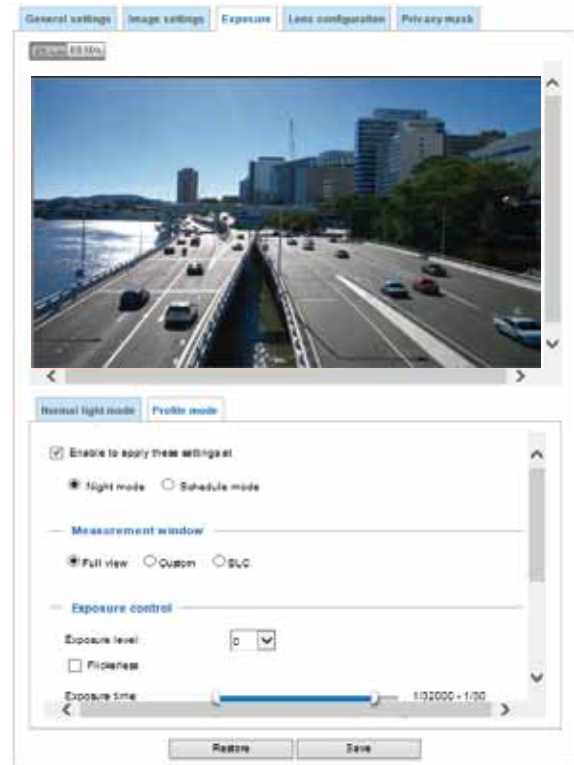 General settings Image settings Exposure Lens configuration Privacy mask
Normal light mode Profile mode
Enable to apply these settings at
Night mode Schedule mode
Measurement window
Full view Custom BLC
Exposure control
Exposure level: 0
Flickerless
Exposure time 1/32000 - 1/30
Restore Save